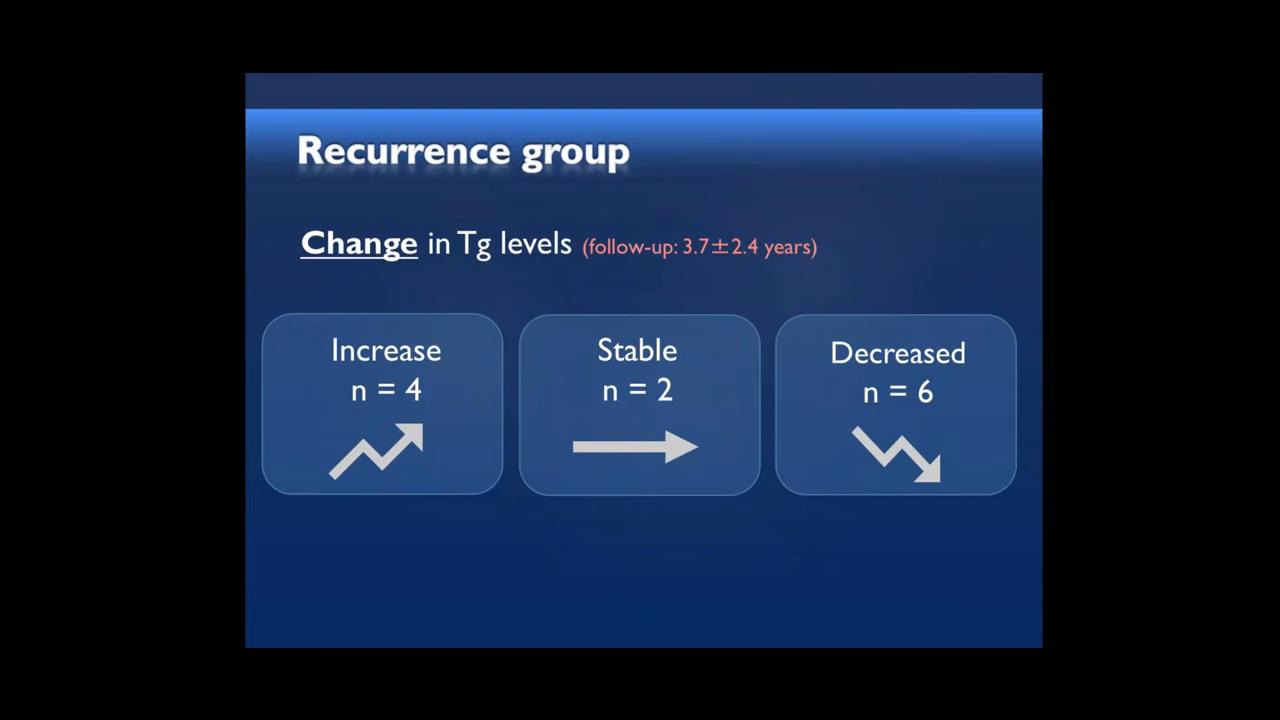 Recurrence group
Change in Tg levels (follow-up: 3.7±2.4 years)
Increase
n = 4
Stable
n = 2
Decreased
n = 6